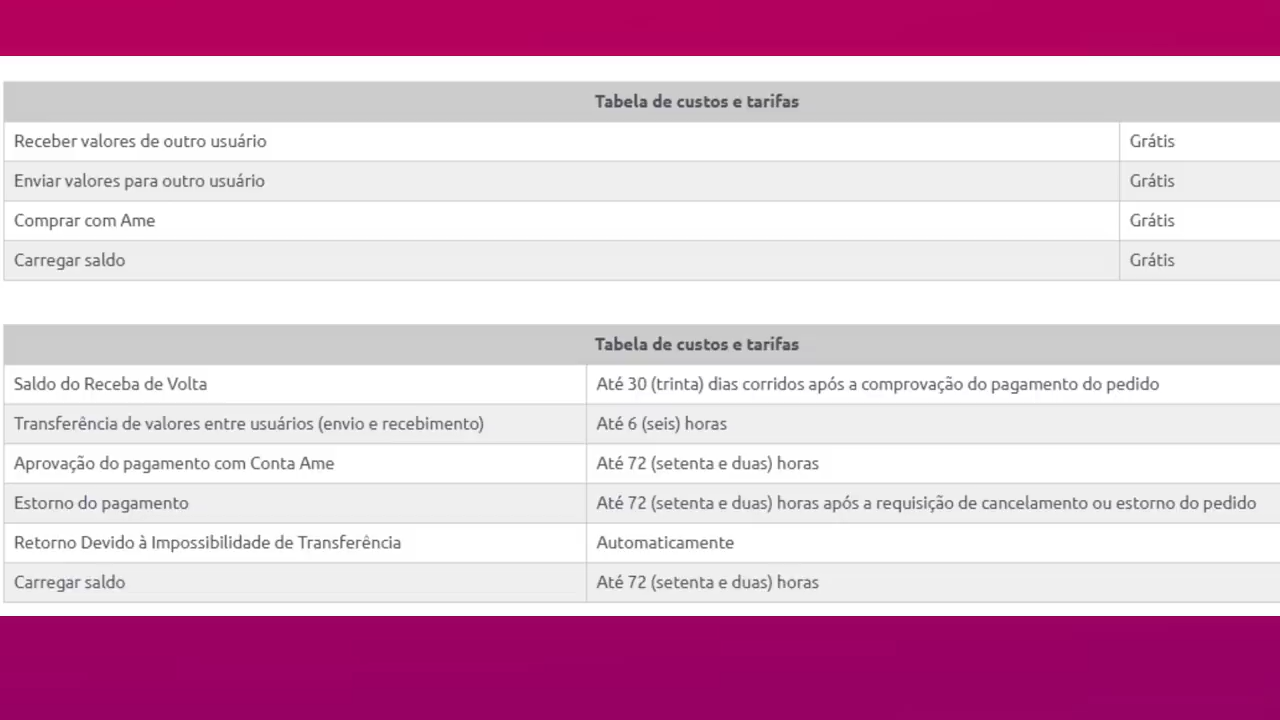 Tabela de custos e tarifas
Receber valores de outro usuário Grátis
Enviar valores para outro usuário Grátis
Comprar com Ame Grátis
Carregar saldo Grátis
Tabela de custos e tarifas
Saldo do Receba de Volta Até 30 (trinta) dias corridos após a comprovação do pagamento do pedido
Transferência de valores entre usuários (envio e recebimento) Até 6 (seis) horas
Aprovação do pagamento com Conta Ame Até 72 (setenta e duas) horas
Estorno do pagamento Até 72 (setenta e duas) horas após a requisição de cancelamento ou estorno do pedido
Retorno Devido à Impossibilidade de Transferência Automaticamente
Carregar saldo Até 72 (setenta e duas) horas